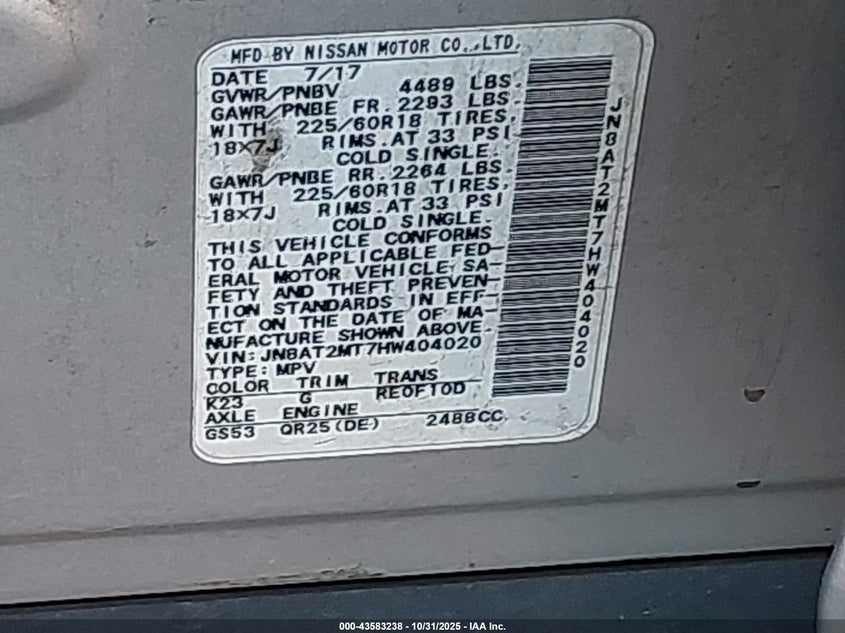 MFD BY NISSAN MOTOR CO.,LTD.
DATE 7/17
GVWR/PNBV 4489 LBS.
GAWR/PNBE FR. 2293 LBS.
WITH 225/60R18 TIRES,
18X7J RIMS.AT 33 PSI
COLD SINGLE.
GAWR/PNBE RR. 2264 LBS.
WITH 225/60R18 TIRES,
18X7J RIMS.AT 33 PSI
COLD SINGLE.
THIS VEHICLE CONFORMS
TO ALL APPLICABLE FED-
ERAL MOTOR VEHICLE SA-
FETY AND THEFT PREVEN-
TION STANDARDS IN EFF-
ECT ON THE DATE OF MA-
NUFACTURE SHOWN ABOVE.
VIN:JN8AT2MT7HW404020
TYPE: MPV
COLOR TRIM TRANS
K23 G RE0F10D
AXLE ENGINE
GS53 QR25(DE) 2488CC
JN8AT2MT7HW404020
000-43583238 - 10/31/2025 - IAA Inc.